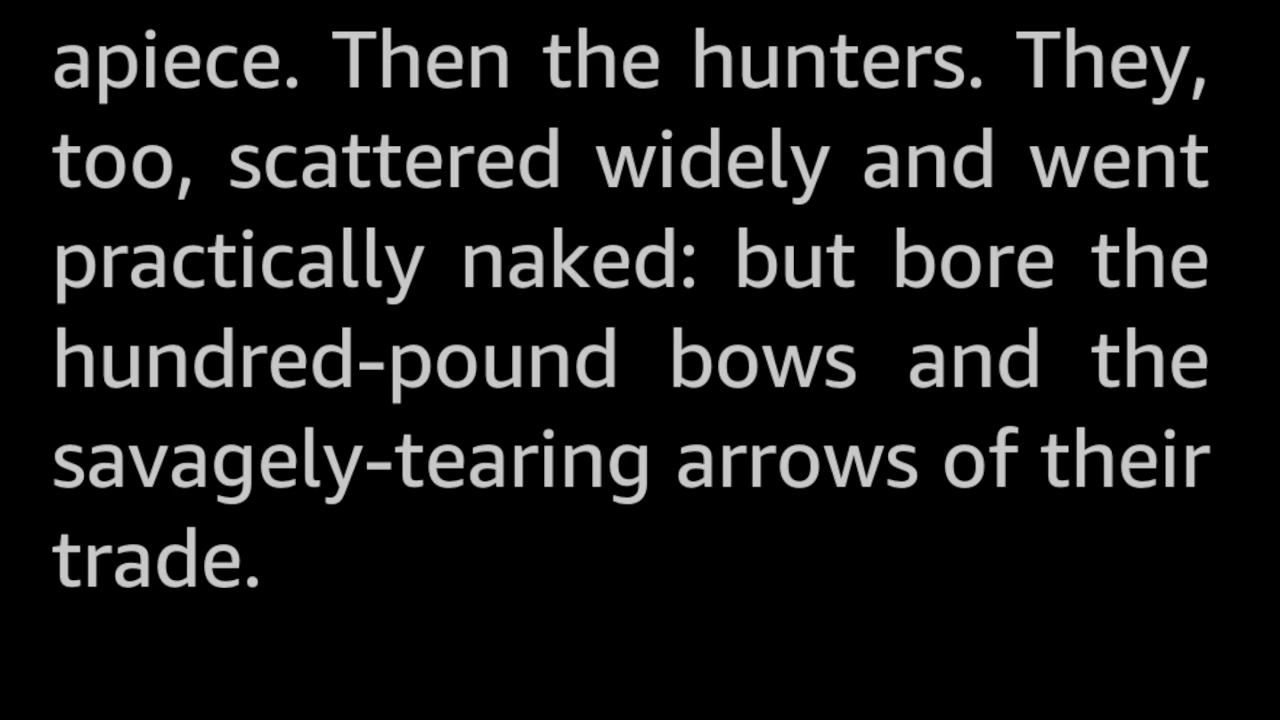 apiece. Then the hunters. They,
too, scattered widely and went
practically naked: but bore the
hundred-pound bows and the
savagely-tearing arrows of their
trade.